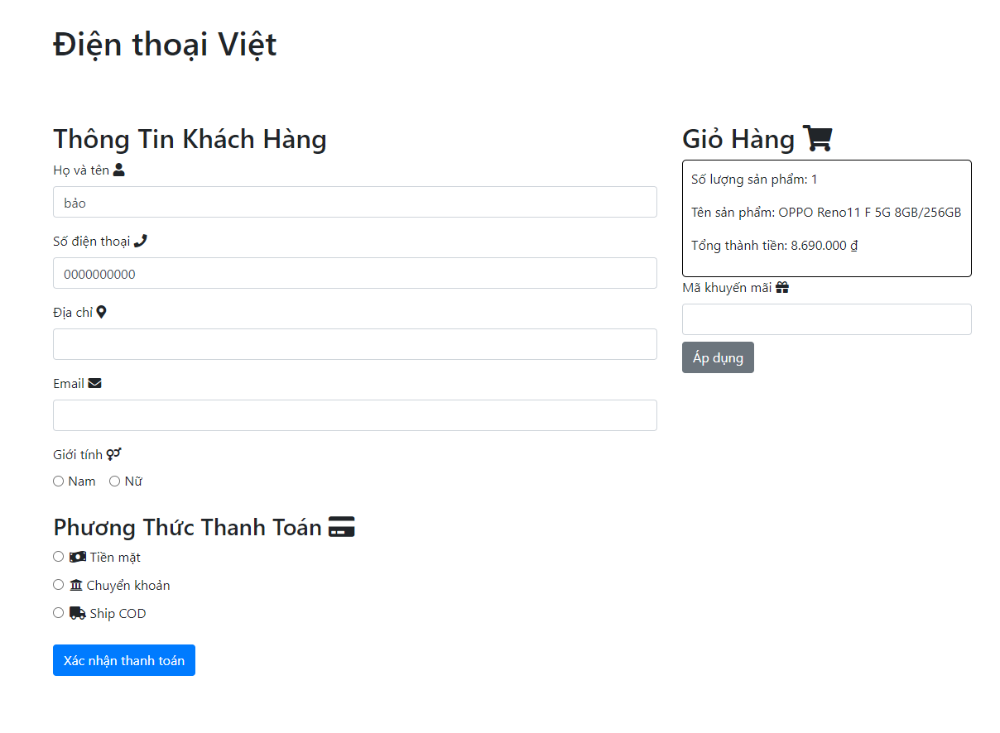 Điện thoại Việt
Thông Tin Khách Hàng
Họ và tên
bảo
Số điện thoại
0000000000
Địa chỉ
Email
Giới tính
Nam Nữ
Phương Thức Thanh Toán
Tiền mặt
Chuyển khoản
Ship COD
Xác nhận thanh toán
Giỏ Hàng
Số lượng sản phẩm: 1
Tên sản phẩm: OPPO Reno11 F 5G 8GB/256GB
Tổng thành tiền: 8.690.000 ₫
Mã khuyến mãi
Áp dụng